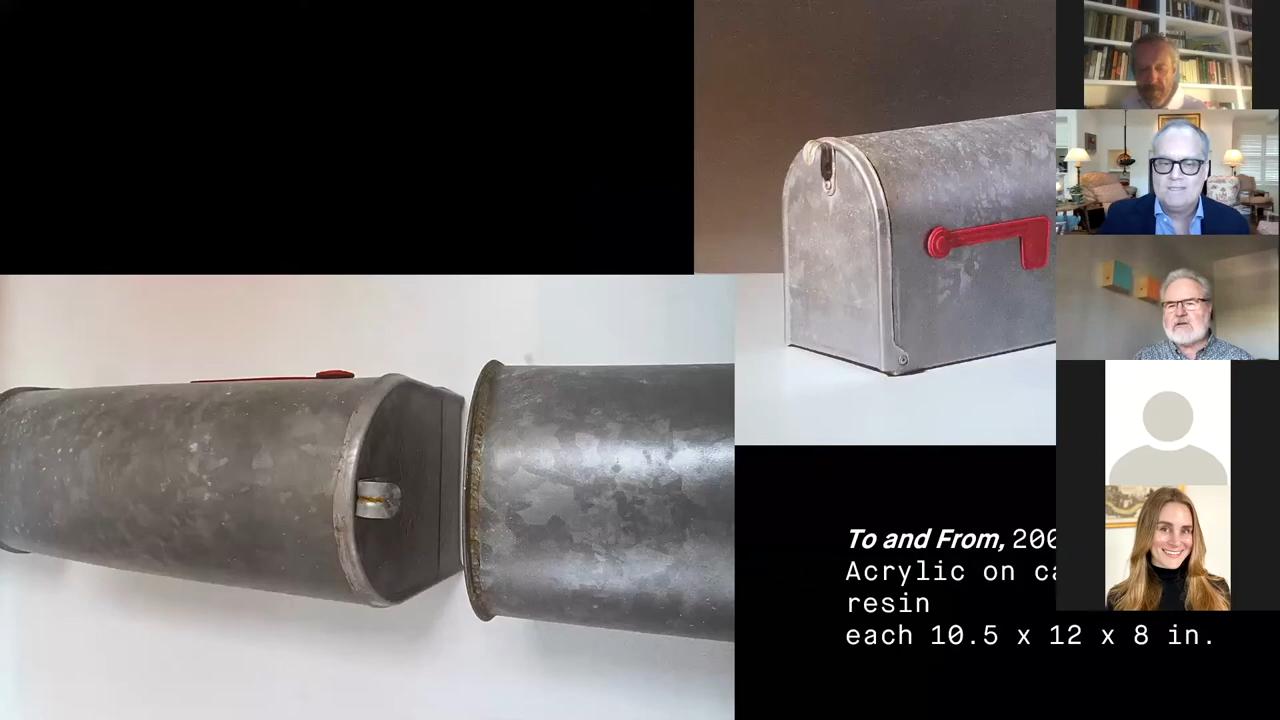 To and From, 200
Acrylic on ca
resin
each 10.5 x 12 x 8 in.